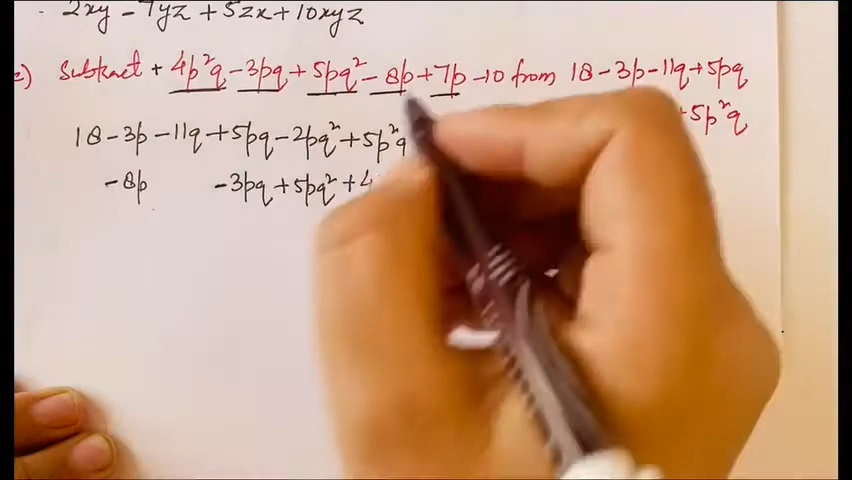 2xy - 7yz + 5zx + 10xyz
c) Subtract + 4p²q - 3pq + 5pq² - 8p + 7p - 10 from 18 - 3p - 11q + 5pq
+5p²q
18 - 3p - 11q + 5pq - 2pq² + 5p²q
-8p -3pq + 5pq² + 4